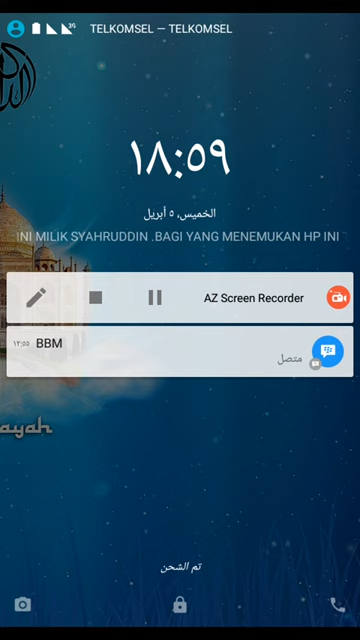 3G TELKOMSEL — TELKOMSEL
١٨:٥٩
الخميس، ٥ أبريل
INI MILIK SYAHRUDDIN .BAGI YANG MENEMUKAN HP INI
AZ Screen Recorder
١٢:٥٥ BBM
متصل
ayah
تم الشحن